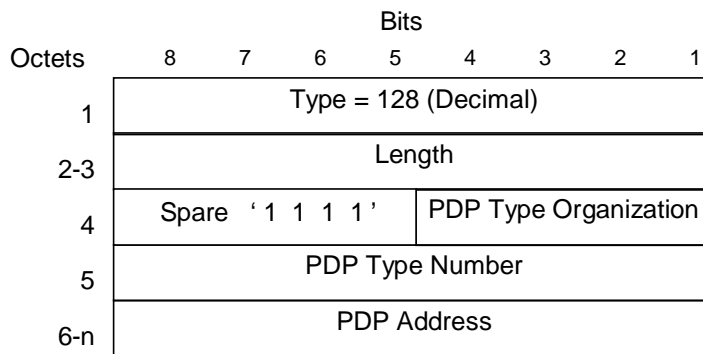 Bits
Octets 8 7 6 5 4 3 2 1
1 Type = 128 (Decimal)
2-3 Length
4 Spare ‘ 1 1 1 1 ’ PDP Type Organization
5 PDP Type Number
6-n PDP Address